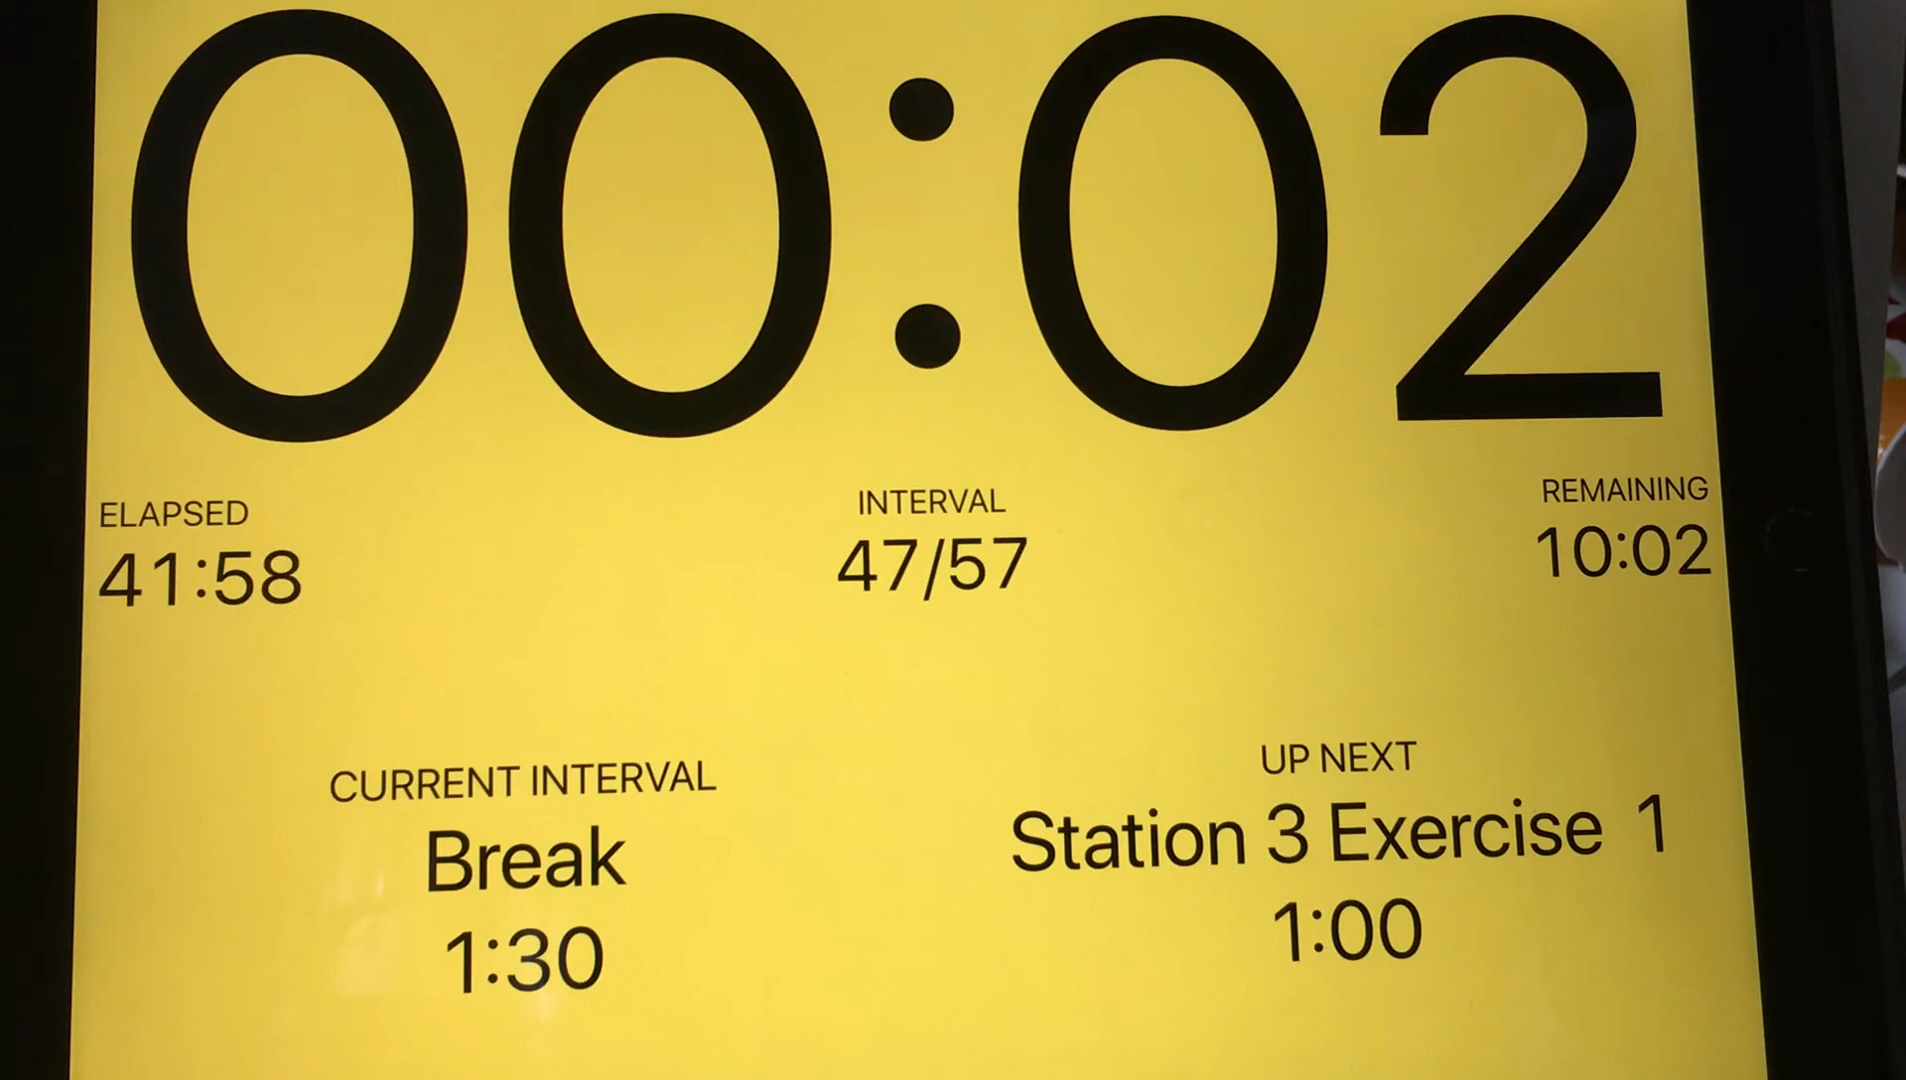 00:02
ELAPSED
41:58
INTERVAL
47/57
REMAINING
10:02
CURRENT INTERVAL
Break
1:30
UP NEXT
Station 3 Exercise 1
1:00